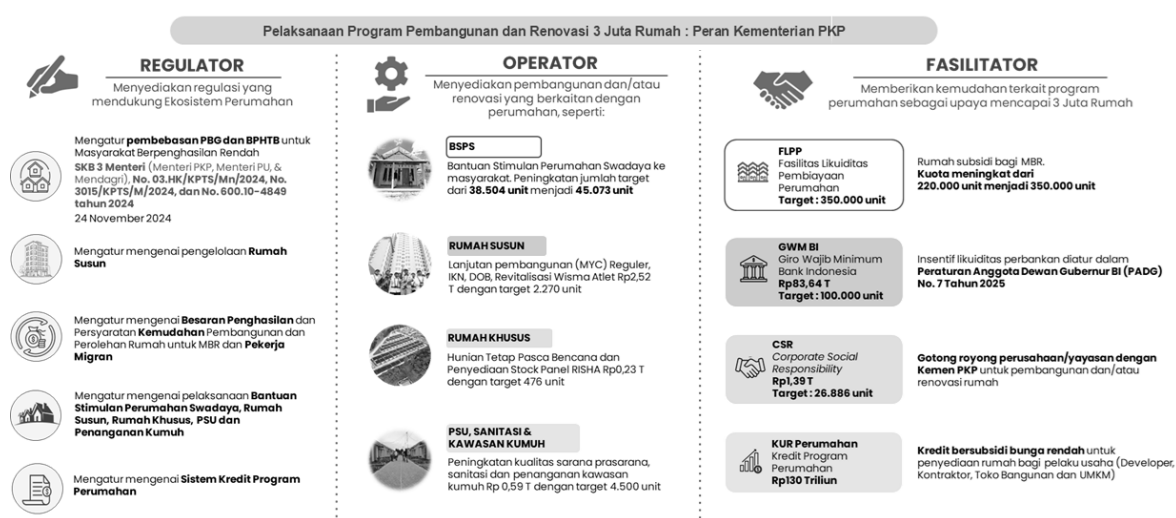 Pelaksanaan Program Pembangunan dan Renovasi 3 Juta Rumah : Peran Kementerian PKP
REGULATOR
Menyediakan regulasi yang
mendukung Ekosistem Perumahan
Mengatur pembebasan PBG dan BPHTB untuk
Masyarakat Berpenghasilan Rendah
SKB 3 Menteri (Menteri PKP, Menteri PU, &
Mendagri), No. 03.HK/KPTS/Mn/2024, No.
3015/KPTS/M/2024, dan No. 600.10-4849
tahun 2024
24 November 2024
Mengatur mengenai pengelolaan Rumah
Susun
Mengatur mengenai Besaran Penghasilan dan
Persyaratan Kemudahan Pembangunan dan
Perolehan Rumah untuk MBR dan Pekerja
Migran
Mengatur mengenai pelaksanaan Bantuan
Stimulan Perumahan Swadaya, Rumah
Susun, Rumah Khusus, PSU dan
Penanganan Kumuh
Mengatur mengenai Sistem Kredit Program
Perumahan
OPERATOR
Menyediakan pembangunan dan/atau
renovasi yang berkaitan dengan
perumahan, seperti:
BSPS
Bantuan Stimulan Perumahan Swadaya ke
masyarakat. Peningkatan jumlah target
dari 38.504 unit menjadi 45.073 unit
RUMAH SUSUN
Lanjutan pembangunan (MYC) Reguler,
IKN, DOB, Revitalisasi Wisma Atlet Rp2,52
T dengan target 2.270 unit
RUMAH KHUSUS
Hunian Tetap Pasca Bencana dan
Penyediaan Stock Panel RISHA Rp0,23 T
dengan target 476 unit
PSU, SANITASI &
KAWASAN KUMUH
Peningkatan kualitas sarana prasarana,
sanitasi dan penanganan kawasan
kumuh Rp 0,59 T dengan target 4.500 unit
FASILITATOR
Memberikan kemudahan terkait program
perumahan sebagai upaya mencapai 3 Juta Rumah
FLPP
Fasilitas Likuiditas
Pembiayaan
Perumahan
Target : 350.000 unit
Rumah subsidi bagi MBR.
Kuota meningkat dari
220.000 unit menjadi 350.000 unit
GWM BI
Giro Wajib Minimum
Bank Indonesia
Rp83,64 T
Target : 100.000 unit
Insentif likuiditas perbankan diatur dalam
Peraturan Anggota Dewan Gubernur BI (PADG)
No. 7 Tahun 2025
CSR
Corporate Social
Responsibility
Rp1,39 T
Target : 26.886 unit
Gotong royong perusahaan/yayasan dengan
Kemen PKP untuk pembangunan dan/atau
renovasi rumah
KUR Perumahan
Kredit Program
Perumahan
Rp130 Triliun
Kredit bersubsidi bunga rendah untuk
penyediaan rumah bagi pelaku usaha (Developer,
Kontraktor, Toko Bangunan dan UMKM)